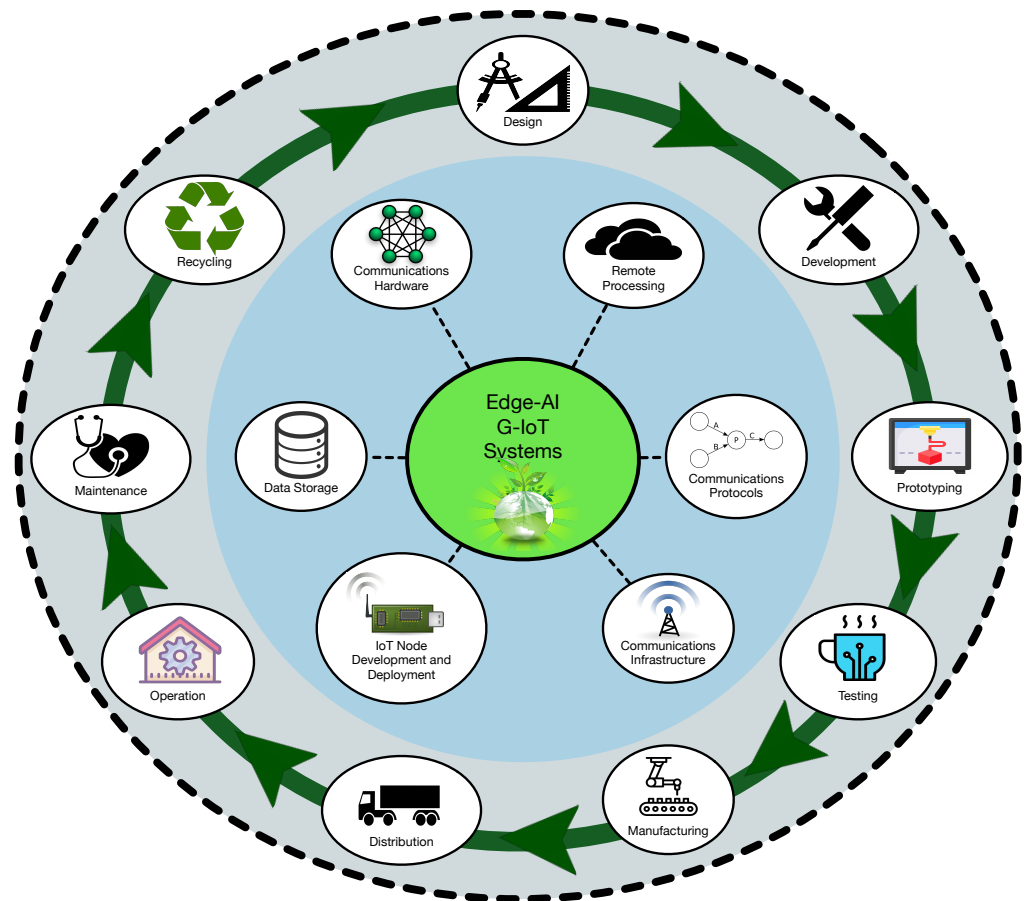 Design
Recycling
Development
Communications
Hardware
Remote
Processing
Edge-AI
G-IoT
Systems
Maintenance
Data Storage
A
B
P
C
Communications
Protocols
Prototyping
IoT Node
Development and
Deployment
Communications
Infrastructure
Operation
Testing
Distribution
Manufacturing